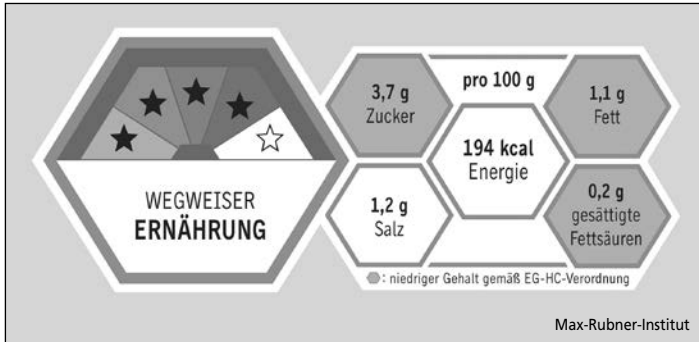 WEGWEISER
ERNÄHRUNG
3,7 g
Zucker
pro 100 g
1,1 g
Fett
194 kcal
Energie
1,2 g
Salz
0,2 g
gesättigte
Fettsäuren
: niedriger Gehalt gemäß EG-HC-Verordnung
Max-Rubner-Institut